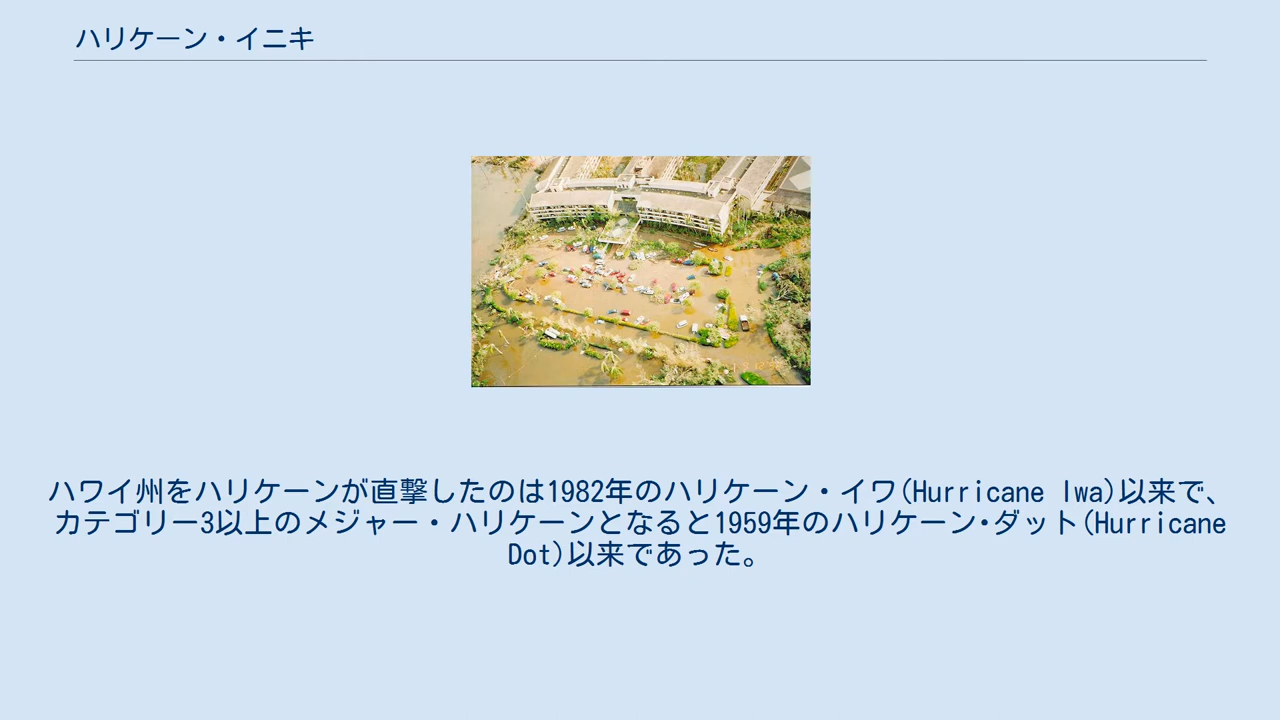 ハリケーン・イニキ
ハワイ州をハリケーンが直撃したのは1982年のハリケーン・イワ(Hurricane Iwa)以来で、
カテゴリー3以上のメジャー・ハリケーンとなると1959年のハリケーン･ダット(Hurricane
Dot)以来であった。